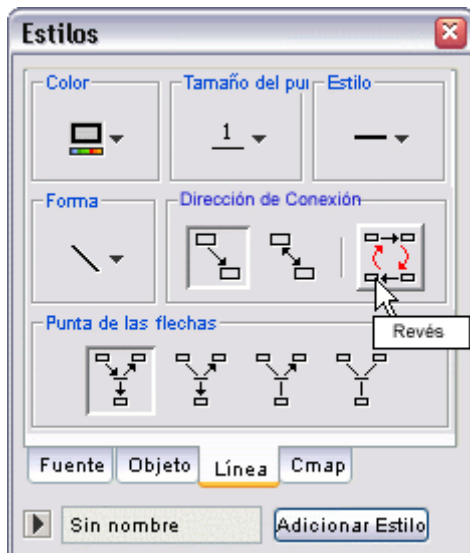 Estilos
Color
Tamaño del pui
Estilo
1
Forma
Dirección de Conexión
Revés
Punta de las flechas
Fuente
Objeto
Línea
Cmap
Sin nombre
Adicionar Estilo